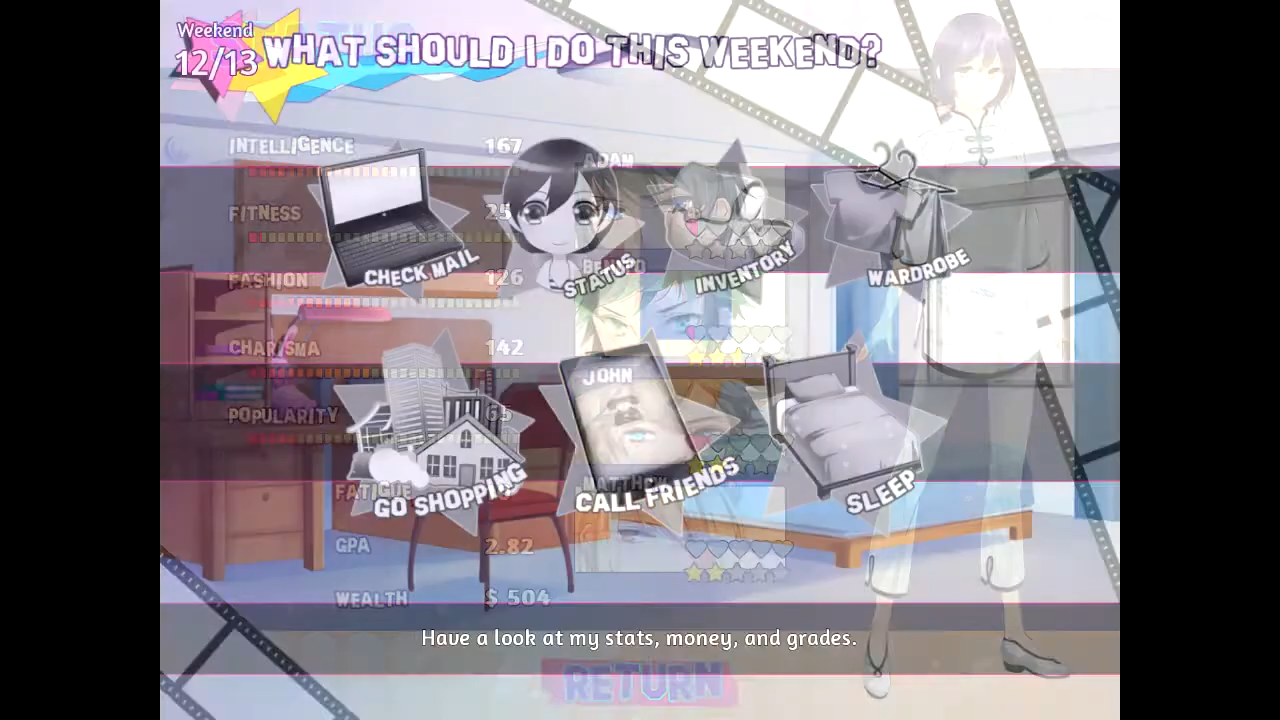 Weekend
12/13
WHAT SHOULD I DO THIS WEEKEND?
INTELLIGENCE 167
ADAM
FITNESS 25
FASHION 126
CHECK MAIL
STATUS
INVENTORY
WARDROBE
CHARISMA 142
JOHN
POPULARITY 65
FATIGUE
MATTHEW
GO SHOPPING
CALL FRIENDS
SLEEP
GPA 2.82
WEALTH $ 504
Have a look at my stats, money, and grades.
RETURN